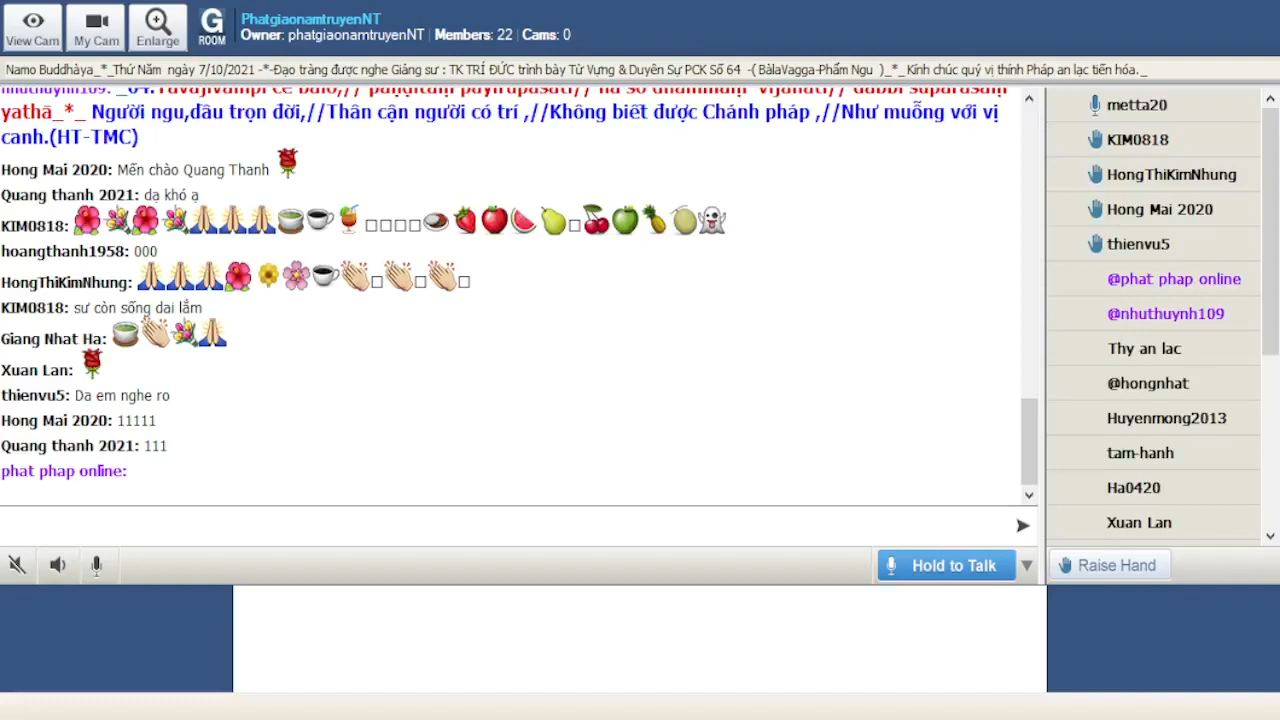 View Cam
My Cam
Enlarge
G
ROOM
PhatgiaonamtruyenNT
Owner: phatgiaonamtruyenNT | Members: 22 | Cams: 0
Namo Buddhàya_*_Thứ Năm ngày 7/10/2021 -*-Đạo tràng được nghe Giảng sư : TK TRÍ ĐỨC trình bày Từ Vựng & Duyên Sự PCK Số 64 -( BàlaVagga-Phẩm Ngu )_*_ Kính chúc quý vị thính Pháp an lạc tiến hóa. _
yathā_*_ Người ngu,dầu trọn đời,//Thân cận người có trí ,//Không biết được Chánh pháp ,//Như muỗng với vị
canh.(HT-TMC)
Hong Mai 2020: Mến chào Quang Thanh
Quang thanh 2021: dạ khó ạ
KIM0818:
hoangthanh1958: 000
HongThiKimNhung:
KIM0818: sư còn sống dai lắm
Giang Nhat Ha:
Xuan Lan:
thienvu5: Da em nghe ro
Hong Mai 2020: 11111
Quang thanh 2021: 111
phat phap online:
Hold to Talk
metta20
KIM0818
HongThiKimNhung
Hong Mai 2020
thienvu5
@phat phap online
@nhuthuynh109
Thy an lac
@hongnhat
Huyenmong2013
tam-hanh
Ha0420
Xuan Lan
Raise Hand